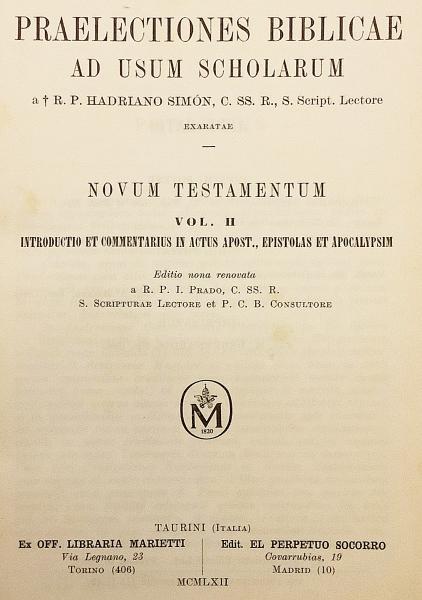 PRAELECTIONES BIBLICAE
AD USUM SCHOLARUM
a † R. P. HADRIANO SIMÓN, C. SS. R., S. Script. Lectore
EXARATAE
NOVUM TESTAMENTUM
VOL. II
INTRODUCTIO ET COMMENTARIUS IN ACTUS APOST., EPISTOLAS ET APOCALYPSIM
Editio nona renovata
a R. P. I. PRADO, C. SS. R.
S. SCRIPTURAE LECTORE et P. C. B. CONSULTORE
M
1820
TAURINI (ITALIA)
Ex OFF. LIBRARIA MARIETTI
Via Legnano, 23
TORINO (406)
Edit. EL PERPETUO SOCORRO
Covarrubias, 19
MADRID (10)
MCMLXII